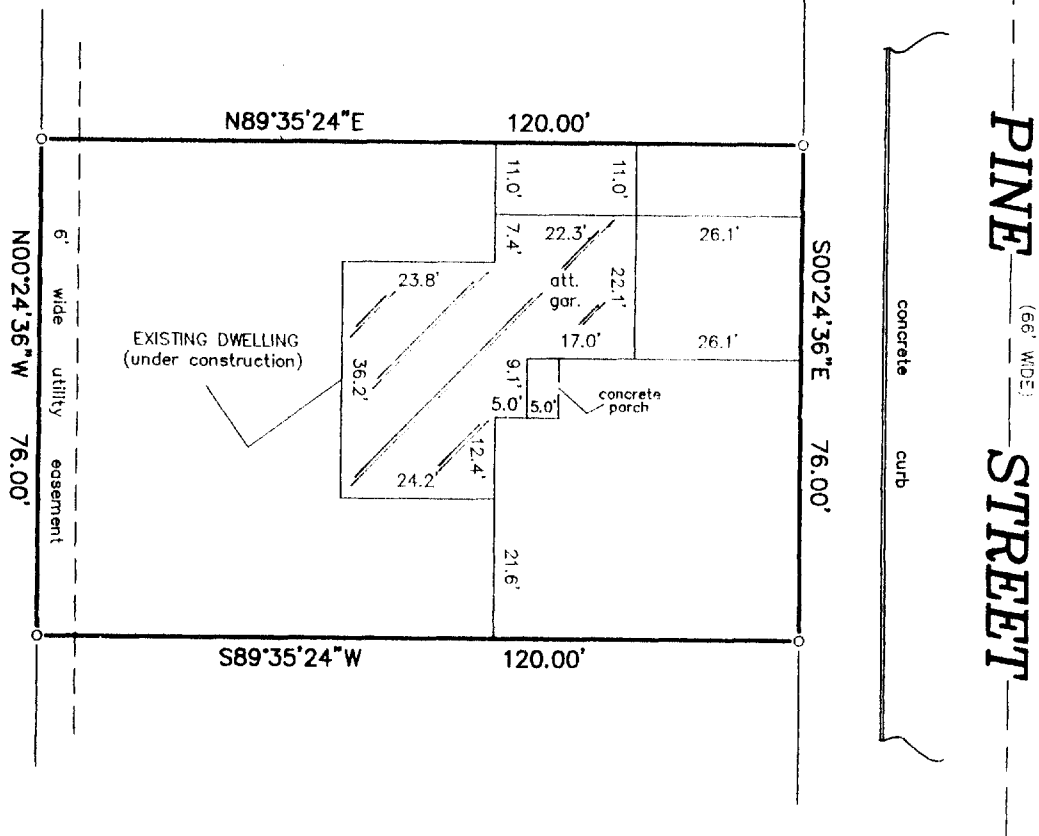 N89°35'24"E 120.00'
PINE STREET
(66' WIDE)
concrete curb
S00°24'36"E 76.00'
11.0'
11.0'
7.4'
22.3'
26.1'
att.
gar.
22.1'
23.8'
17.0'
26.1'
EXISTING DWELLING
(under construction)
36.2'
9.1'
5.0'
5.0'
concrete
porch
12.4'
24.2'
21.6'
6' wide utility easement
N00°24'36"W 76.00'
S89°35'24"W 120.00'